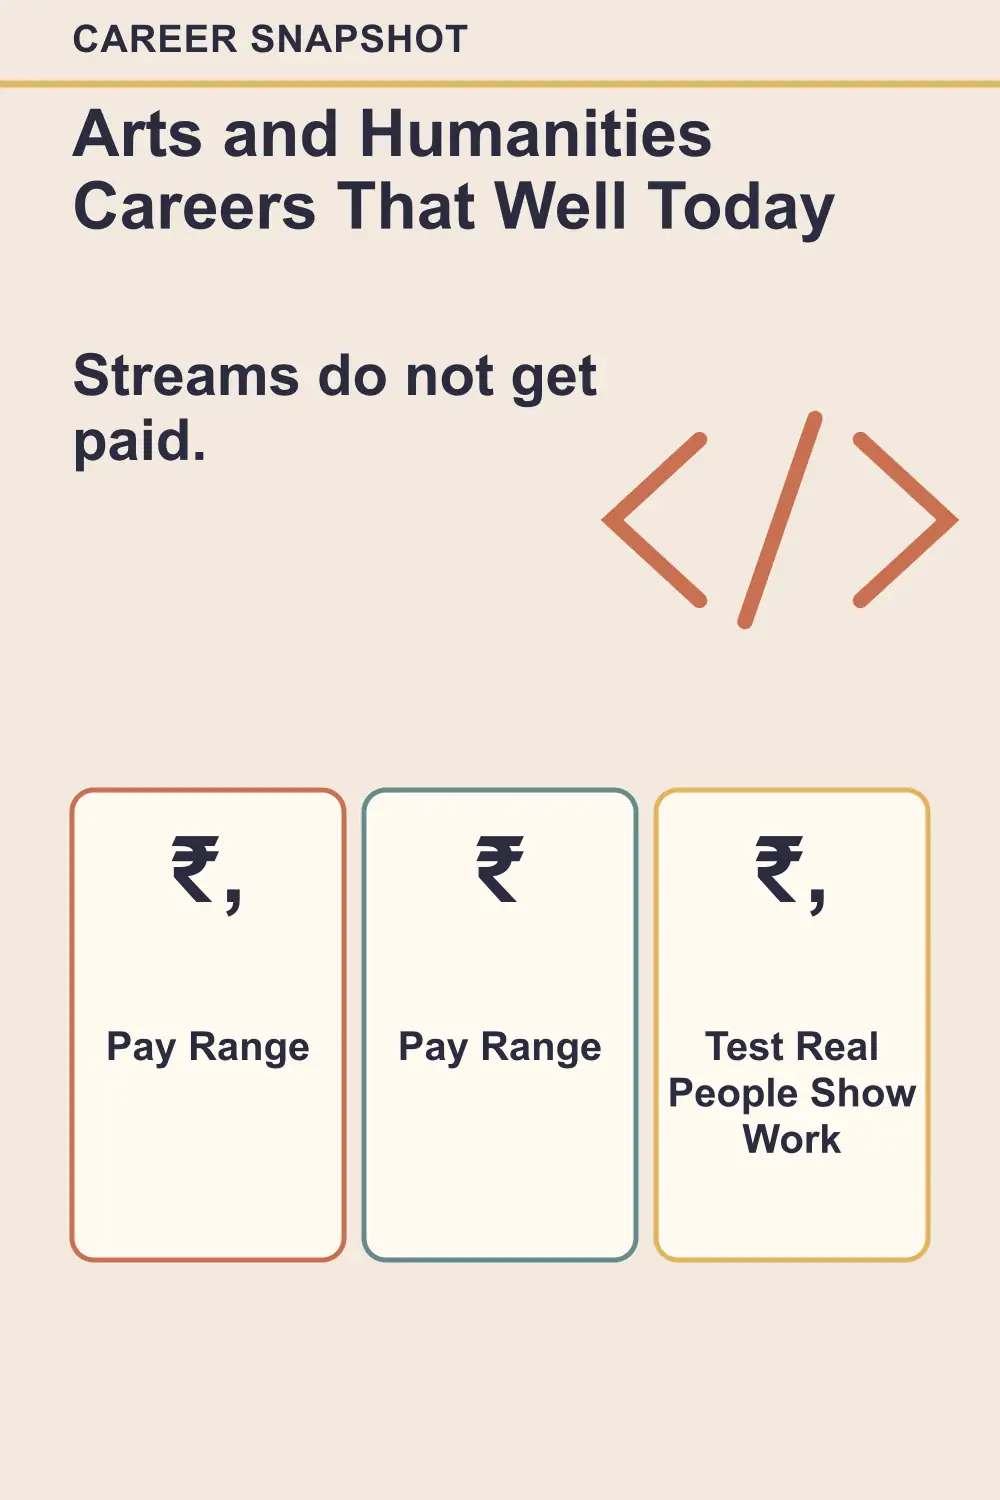 CAREER SNAPSHOT
Arts and Humanities
Careers That Well Today
Streams do not get
paid.
₹,
Pay Range
₹
Pay Range
₹,
Test Real
People Show
Work